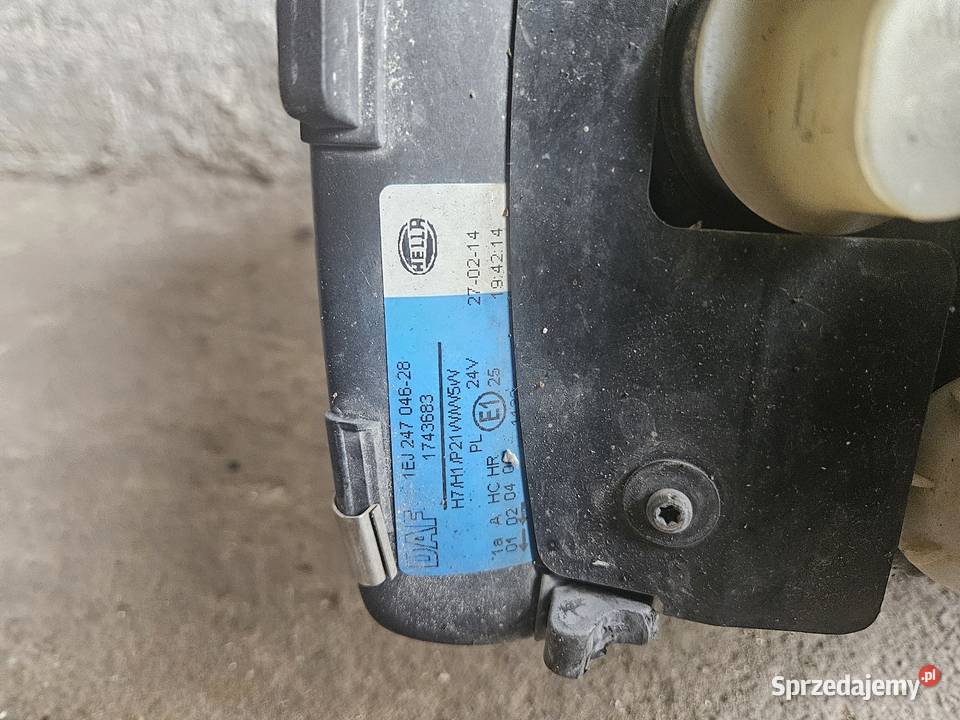 HELLA
27-02-14
19:42:14
DAF
1EJ 247 046-28
1743683
H7/H1/P21W/W5W
PL 24V
1a A HC HR E1 25
01 02 04
Sprzedajemy.pl